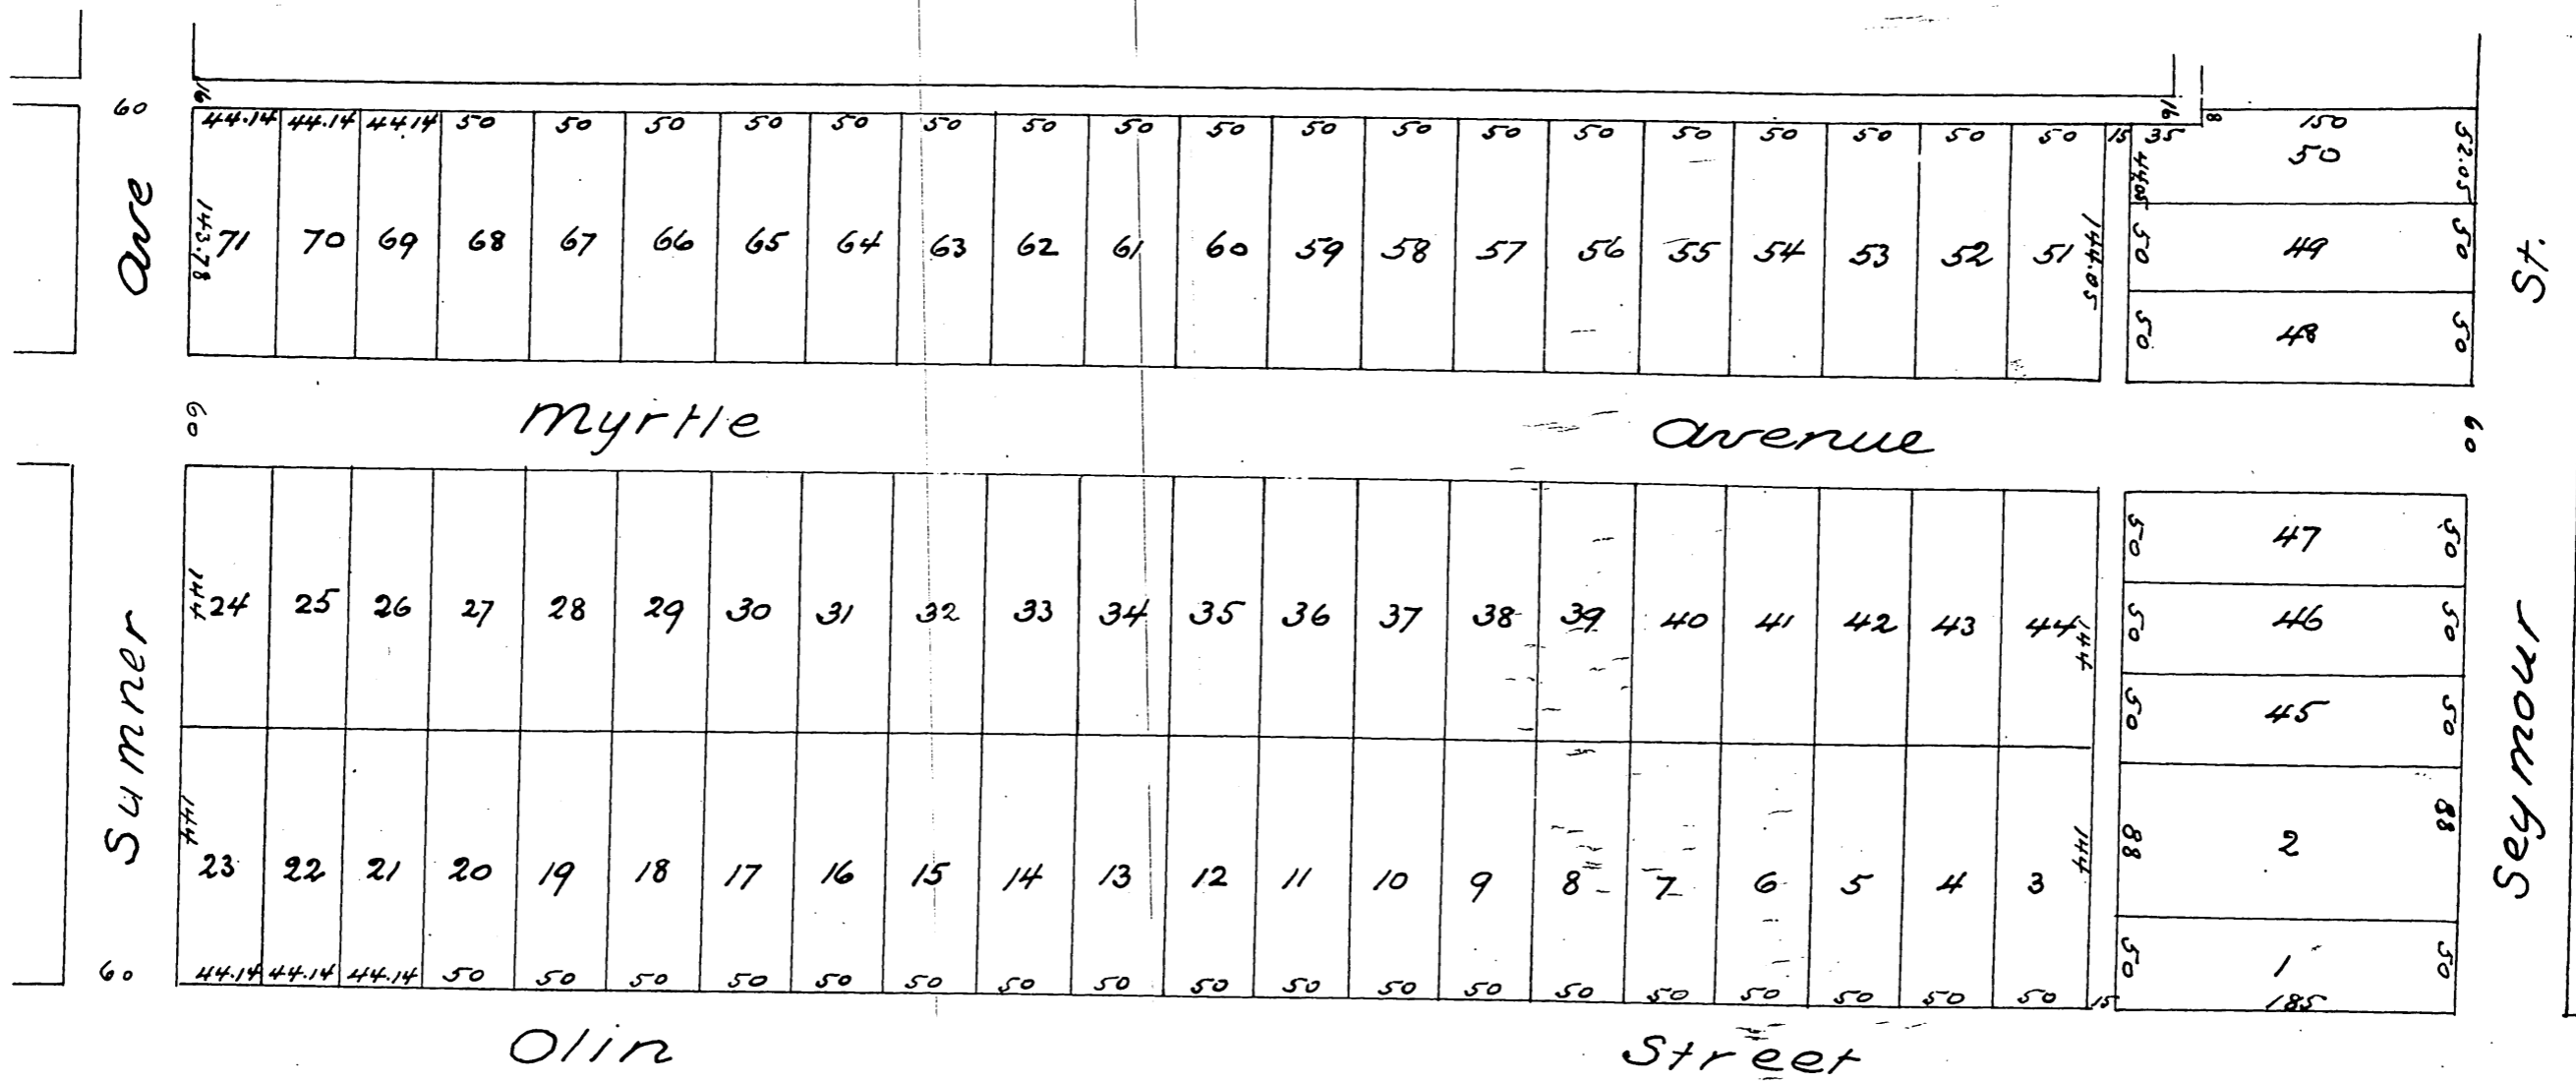 60 16 16 8
44.14 44.14 44.14 50 50 50 50 50 50 50 50 50 50 50 50 50 50 50 50 50 50 15 35 150
44.05 50 52.05
Ave 143.78 71 70 69 68 67 66 65 64 63 62 61 60 59 58 57 56 55 54 53 52 51 144.05 50 49 50 St.
50 48 50
60 Myrtle Avenue 60
50 47 50
144 24 25 26 27 28 29 30 31 32 33 34 35 36 37 38 39 40 41 42 43 44 144 50 46 50
50 45 50
Sumner Seymour
144 23 22 21 20 19 18 17 16 15 14 13 12 11 10 9 8 7 6 5 4 3 144 88 2 88
50 1 50
60 44.14 44.14 44.14 50 50 50 50 50 50 50 50 50 50 50 50 50 50 50 50 50 50 15 185
Olin Street